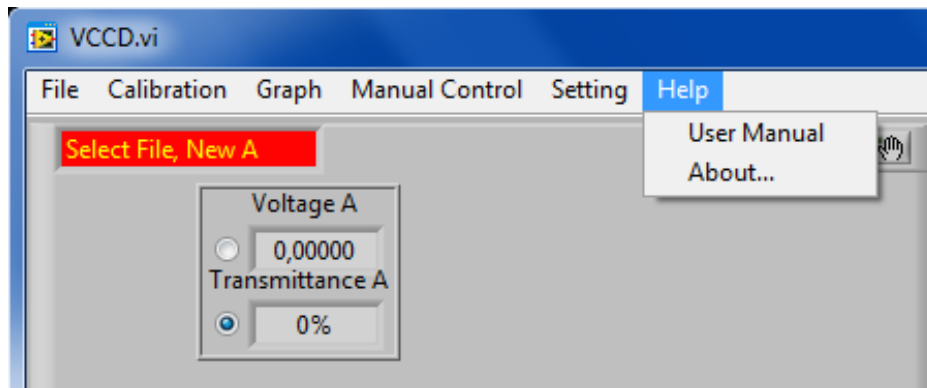 VCCD.vi
File Calibration Graph Manual Control Setting Help
User Manual
About...
Select File, New A
Voltage A
0,00000
Transmittance A
0%